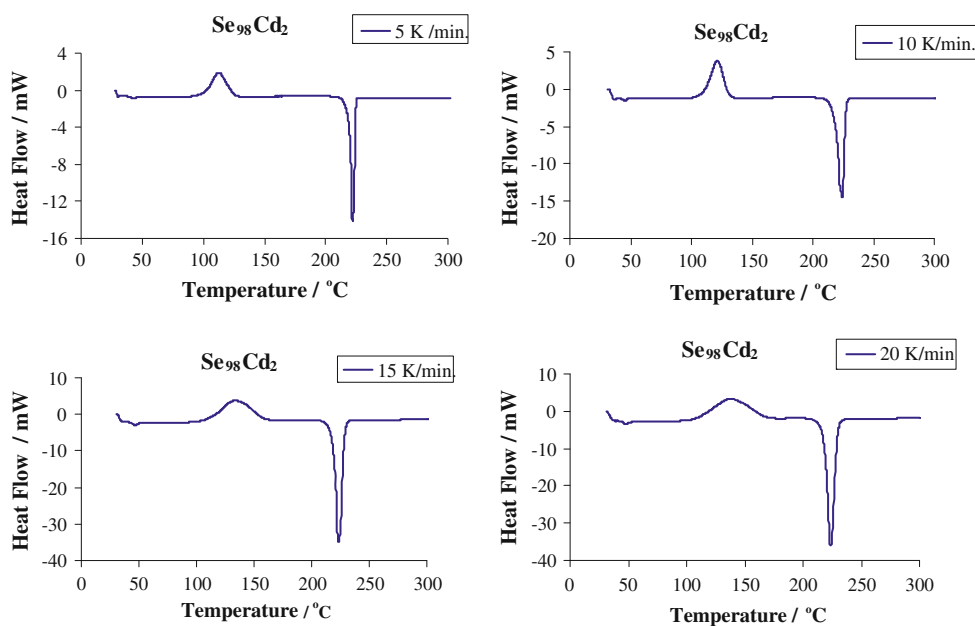 Se₉₈Cd₂
5 K /min.
Heat Flow / mW
4
0
-4
-8
-12
-16
0 50 100 150 200 250 300
Temperature / °C
Se₉₈Cd₂
10 K/min.
Heat Flow / mW
5
0
-5
-10
-15
-20
0 50 100 150 200 250 300
Temperature / °C
Se₉₈Cd₂
15 K/min.
Heat Flow / mW
10
0
-10
-20
-30
-40
0 50 100 150 200 250 300
Temperature / °C
Se₉₈Cd₂
20 K/min
Heat Flow / mW
10
0
-10
-20
-30
-40
0 50 100 150 200 250 300
Temperature / °C